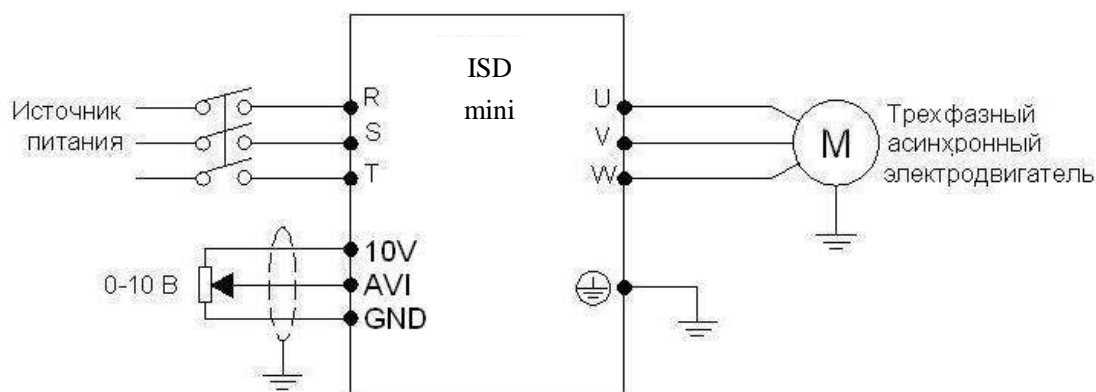 ISD
mini
Источник
питания
R
S
T
U
V
W
M
Трехфазный
асинхронный
электродвигатель
0-10 В
10V
AVI
GND